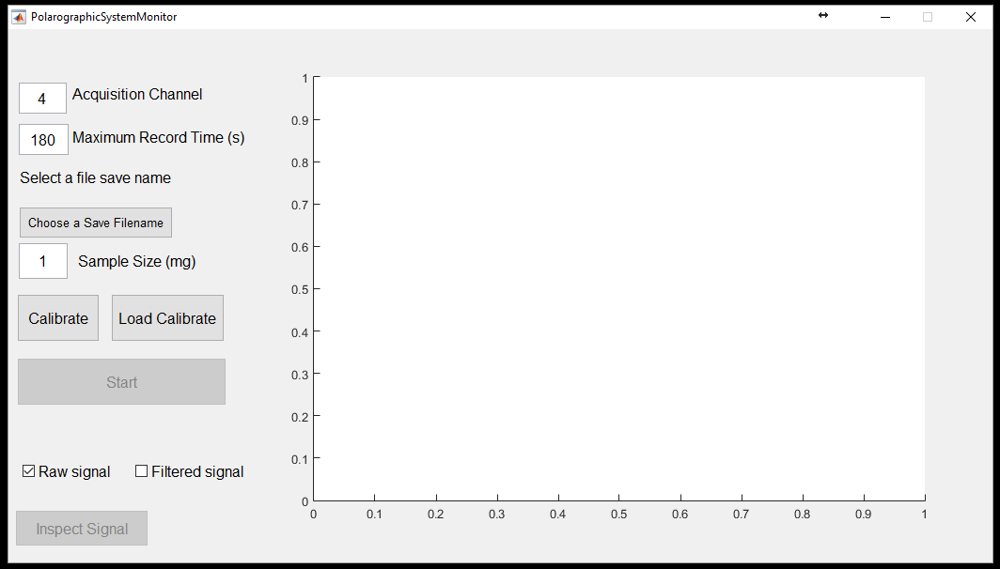 PolarographicSystemMonitor
4 Acquisition Channel
180 Maximum Record Time (s)
Select a file save name
Choose a Save Filename
1 Sample Size (mg)
Calibrate Load Calibrate
Start
Raw signal Filtered signal
Inspect Signal
1
0.9
0.8
0.7
0.6
0.5
0.4
0.3
0.2
0.1
0
0 0.1 0.2 0.3 0.4 0.5 0.6 0.7 0.8 0.9 1